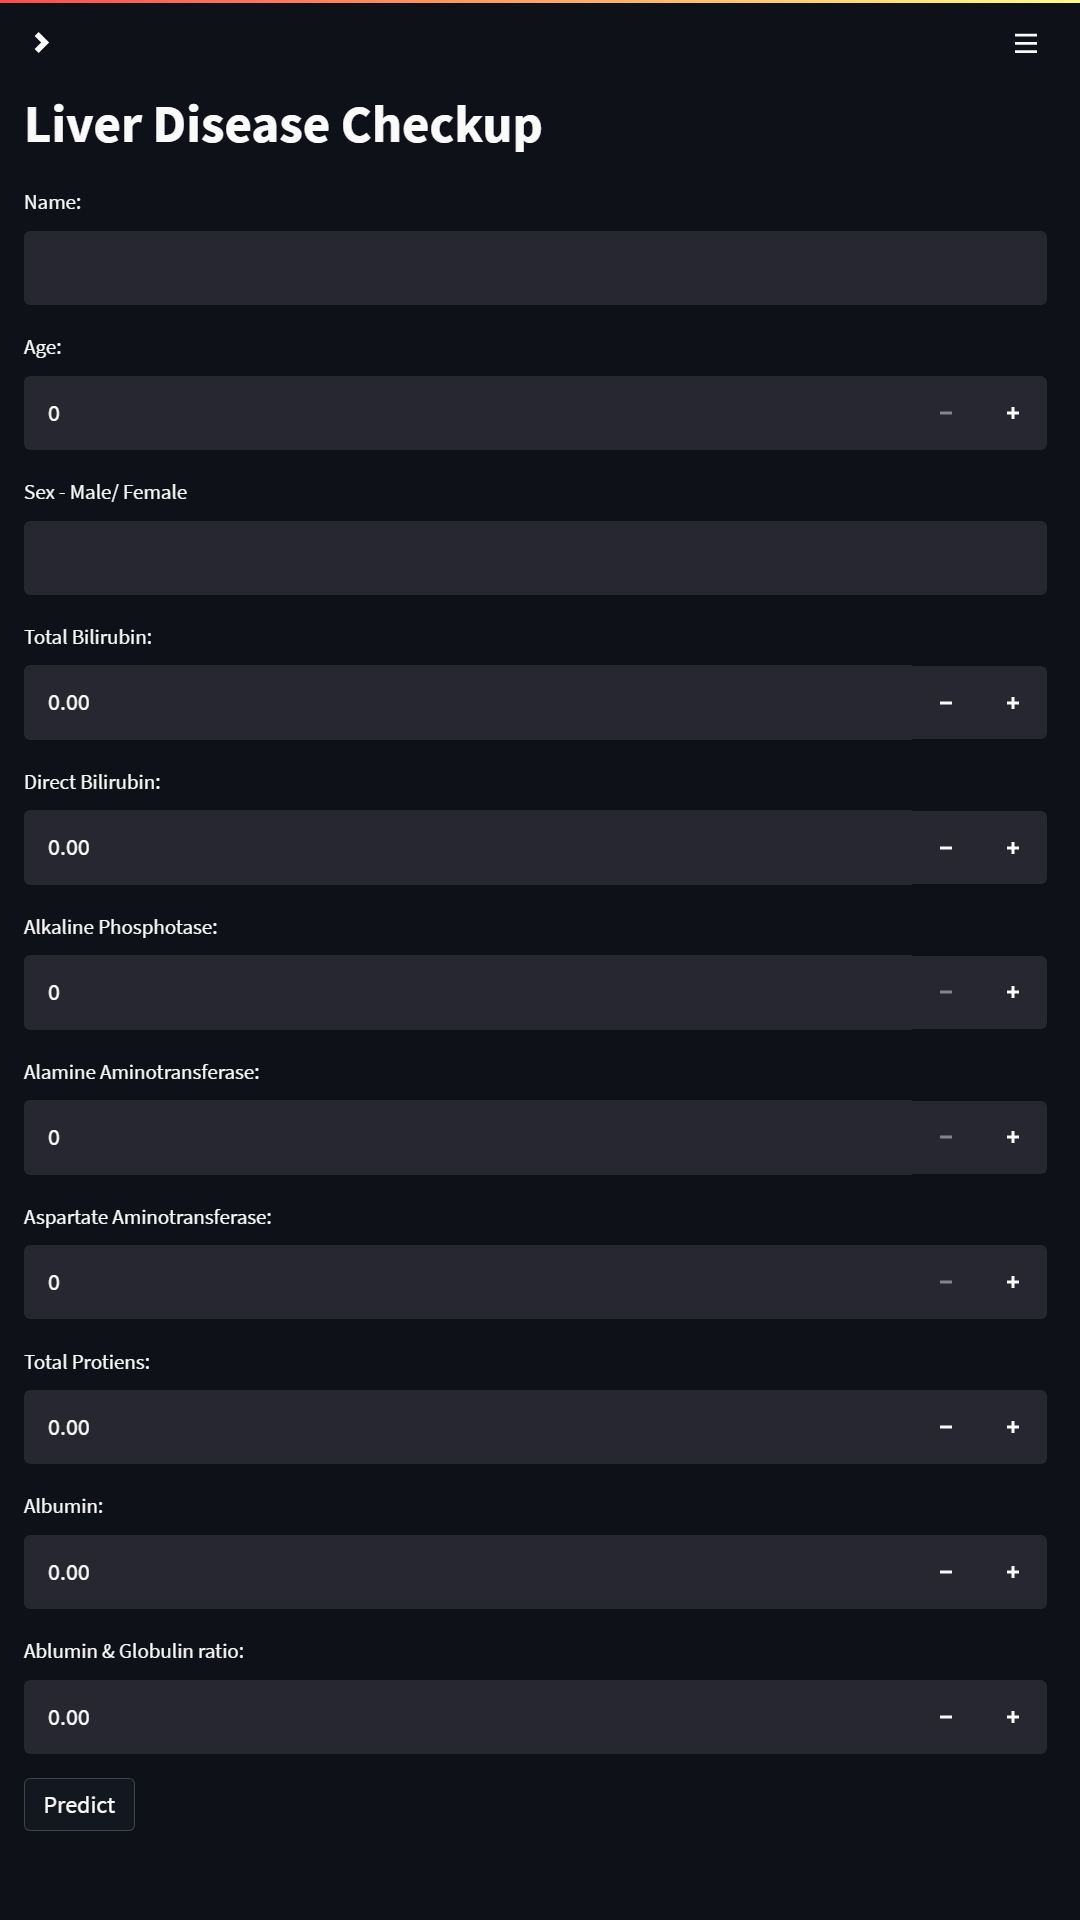 Liver Disease Checkup
Name:
Age:
0
Sex - Male/ Female
Total Bilirubin:
0.00
Direct Bilirubin:
0.00
Alkaline Phosphotase:
0
Alamine Aminotransferase:
0
Aspartate Aminotransferase:
0
Total Protiens:
0.00
Albumin:
0.00
Ablumin & Globulin ratio:
0.00
Predict